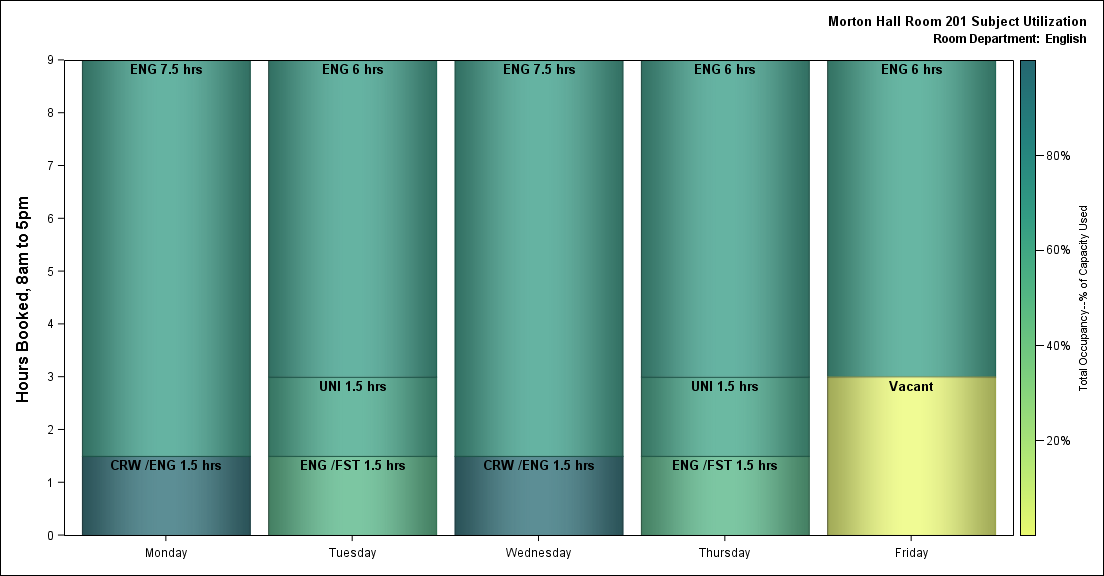 Morton Hall Room 201 Subject Utilization
Room Department: English
Hours Booked, 8am to 5pm
9
8
7
6
5
4
3
2
1
0
ENG 7.5 hrs
CRW /ENG 1.5 hrs
ENG 6 hrs
UNI 1.5 hrs
ENG /FST 1.5 hrs
ENG 7.5 hrs
CRW /ENG 1.5 hrs
ENG 6 hrs
UNI 1.5 hrs
ENG /FST 1.5 hrs
ENG 6 hrs
Vacant
Monday
Tuesday
Wednesday
Thursday
Friday
80%
60%
40%
20%
Total Occupancy--% of Capacity Used